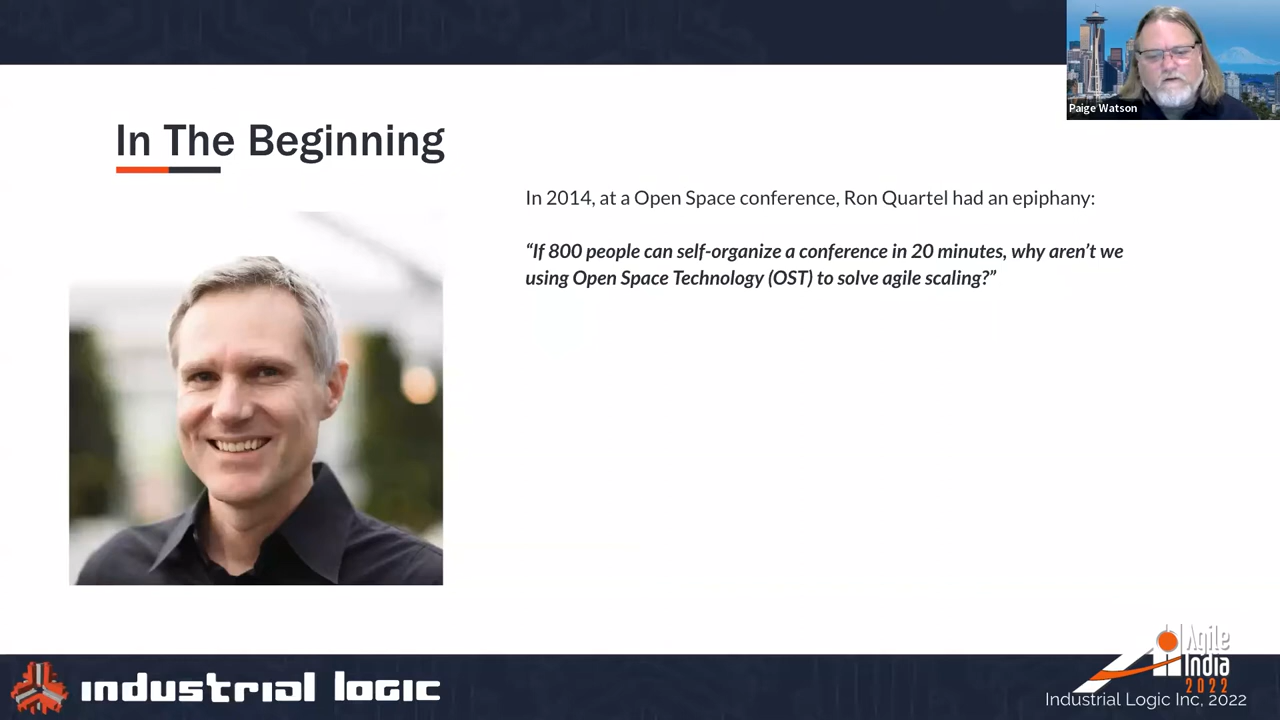 Paige Watson
In The Beginning
In 2014, at a Open Space conference, Ron Quartel had an epiphany:
“If 800 people can self-organize a conference in 20 minutes, why aren’t we
using Open Space Technology (OST) to solve agile scaling?”
industrial logic
Agile
India
2022
Industrial Logic Inc, 2022